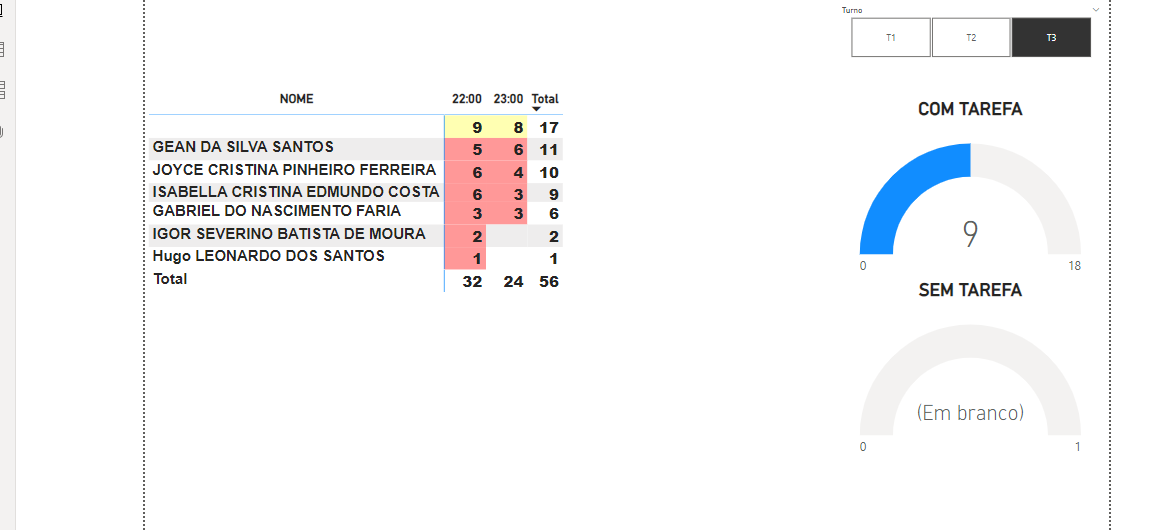 Turno
T1 T2 T3
NOME 22:00 23:00 Total
9 8 17
GEAN DA SILVA SANTOS 5 6 11
JOYCE CRISTINA PINHEIRO FERREIRA 6 4 10
ISABELLA CRISTINA EDMUNDO COSTA 6 3 9
GABRIEL DO NASCIMENTO FARIA 3 3 6
IGOR SEVERINO BATISTA DE MOURA 2 2
Hugo LEONARDO DOS SANTOS 1 1
Total 32 24 56
COM TAREFA
9
0 18
SEM TAREFA
(Em branco)
0 1